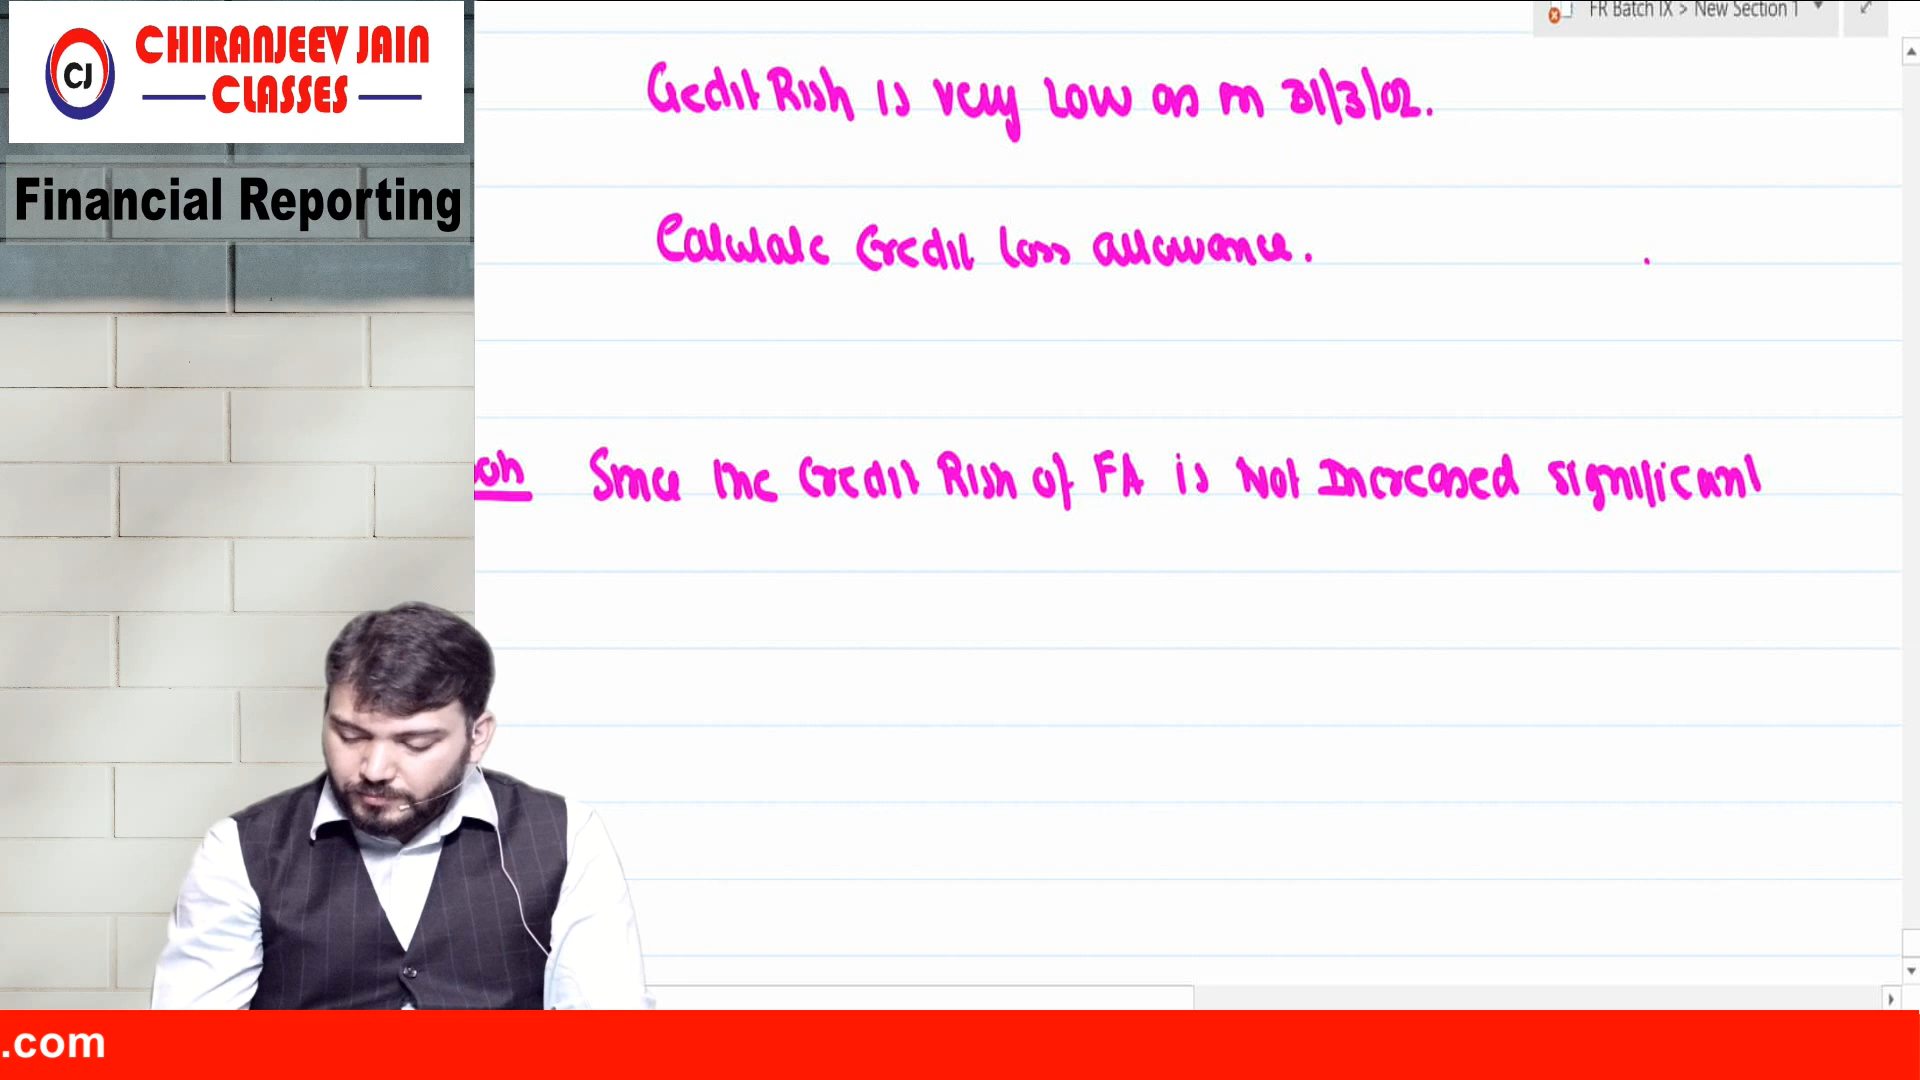 CHIRANJEEV JAIN
CLASSES
CJ
Financial Reporting
FR Batch IX > New Section 1
Credit Risk is very Low as on 31/3/02.
Calculate Credit Loss allowance.
Since the Credit Risk of FA is Not Increased significant
.com